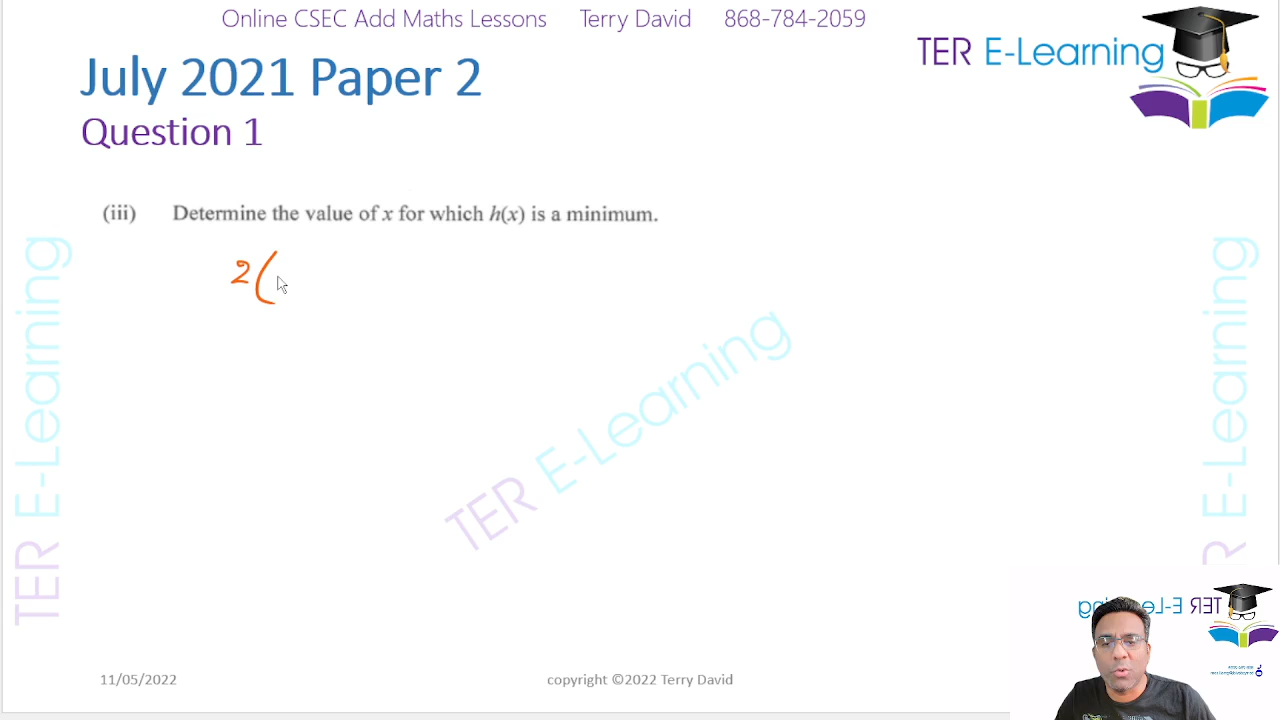 Online CSEC Add Maths Lessons Terry David 868-784-2059
TER E-Learning
July 2021 Paper 2
Question 1
(iii) Determine the value of x for which h(x) is a minimum.
2 (
TER E-Learning
TER E-Learning
R E-Learning
TER E-Learning
11/05/2022
copyright ©2022 Terry David